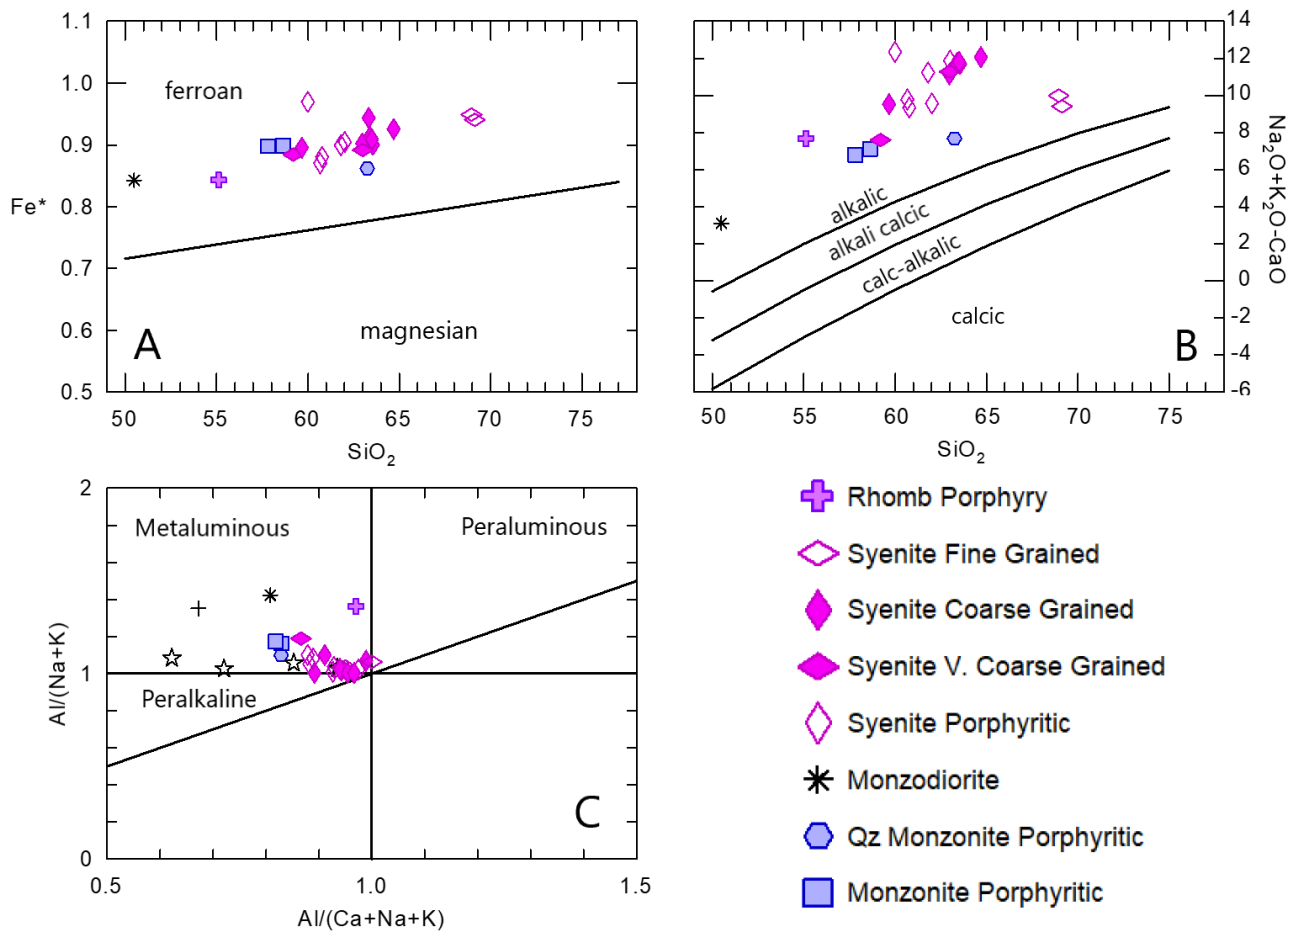 1.1
1.0
0.9
0.8
0.7
0.6
0.5
Fe*
ferroan
magnesian
A
50 55 60 65 70 75
SiO2
14
12
10
8
6
4
2
0
-2
-4
-6
Na2O+K2O-CaO
alkalic
alkali calcic
calc-alkalic
calcic
B
50 55 60 65 70 75
SiO2
2
1
0
Al/(Na+K)
Metaluminous
Peraluminous
Peralkaline
C
0.5 1.0 1.5
Al/(Ca+Na+K)
Rhomb Porphyry
Syenite Fine Grained
Syenite Coarse Grained
Syenite V. Coarse Grained
Syenite Porphyritic
Monzodiorite
Qz Monzonite Porphyritic
Monzonite Porphyritic